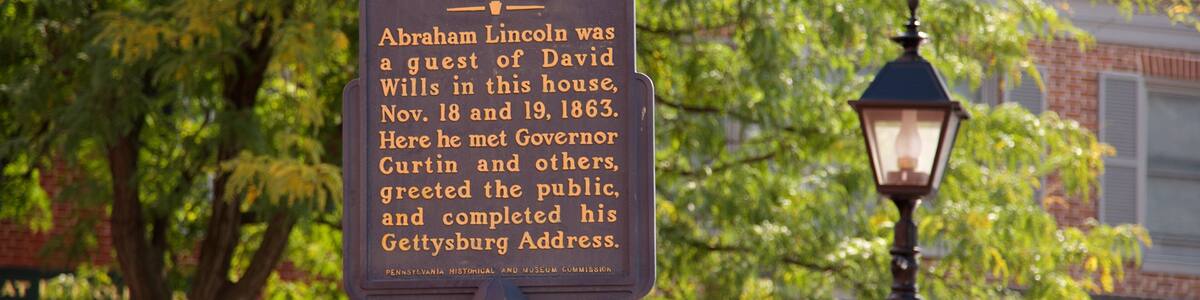 Abraham Lincoln was
a guest of David
Wills in this house,
Nov. 18 and 19, 1863.
Here he met Governor
Curtin and others,
greeted the public,
and completed his
Gettysburg Address.
PENNSYLVANIA HISTORICAL AND MUSEUM COMMISSION
AT